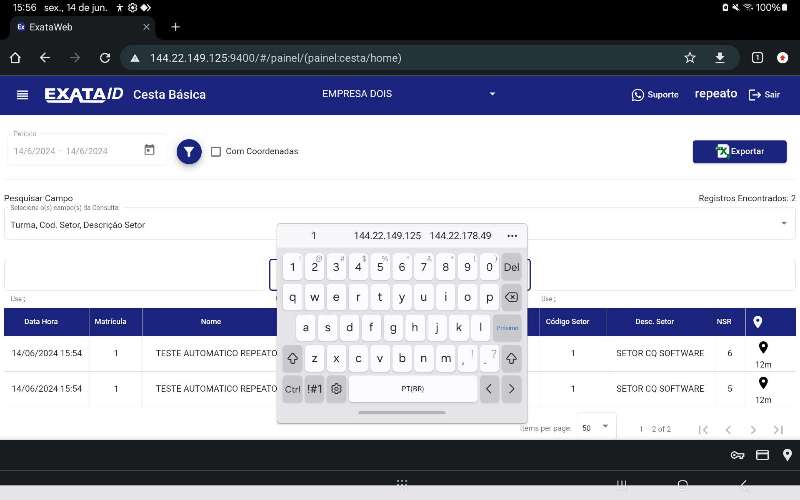 15:56 sex., 14 de jun. 100%
ExataWeb
144.22.149.125:9400/#/painel/(painel:cesta/home)
EXATA ID Cesta Básica EMPRESA DOIS Suporte repeato Sair
Período
14/6/2024 – 14/6/2024
Com Coordenadas
Exportar
Pesquisar Campo
Registros Encontrados: 2
Selecione o(s) campo(s) da Consulta
Turma, Cod. Setor, Descrição Setor
1 144.22.149.125 144.22.178.49 ...
1 2 3 4 5 6 7 8 9 0 Del
q w e r t y u i o p
a s d f g h j k l Próximo
z x c v b n m , ! . ?
Ctrl !#1 PT(BR) < >
Use ;
Use ;
Data Hora Matrícula Nome Código Setor Desc. Setor NSR
14/06/2024 15:54 1 TESTE AUTOMATICO REPEATO 1 SETOR CQ SOFTWARE 6
12m
14/06/2024 15:54 1 TESTE AUTOMATICO REPEATO 1 SETOR CQ SOFTWARE 5
12m
Items per page: 50 1 – 2 of 2